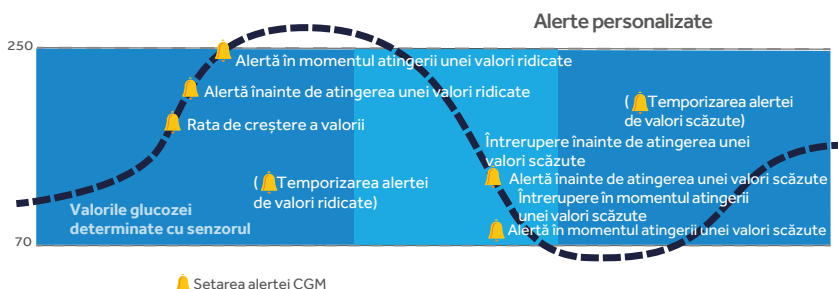 Alerte personalizate
250
Alertă în momentul atingerii unei valori ridicate
Alertă înainte de atingerea unei valori ridicate
Rata de creștere a valorii
(Temporizarea alertei
de valori scăzute)
Întrerupere înainte de atingerea unei
valori scăzute
(Temporizarea alertei
de valori ridicate)
Alertă înainte de atingerea unei valori scăzute
Întrerupere în momentul atingerii
unei valori scăzute
Valorile glucozei
determinate cu senzorul
Alertă în momentul atingerii unei valori scăzute
70
Setarea alertei CGM